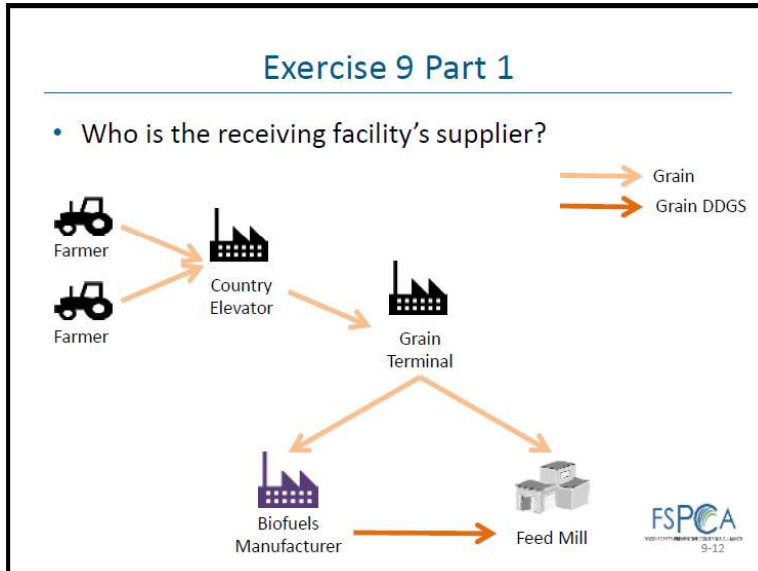 Exercise 9 Part 1
• Who is the receiving facility's supplier?
Grain
Grain DDGS
Farmer
Country
Elevator
Farmer
Grain
Terminal
Biofuels
Manufacturer
Feed Mill
FSPCA
9-12